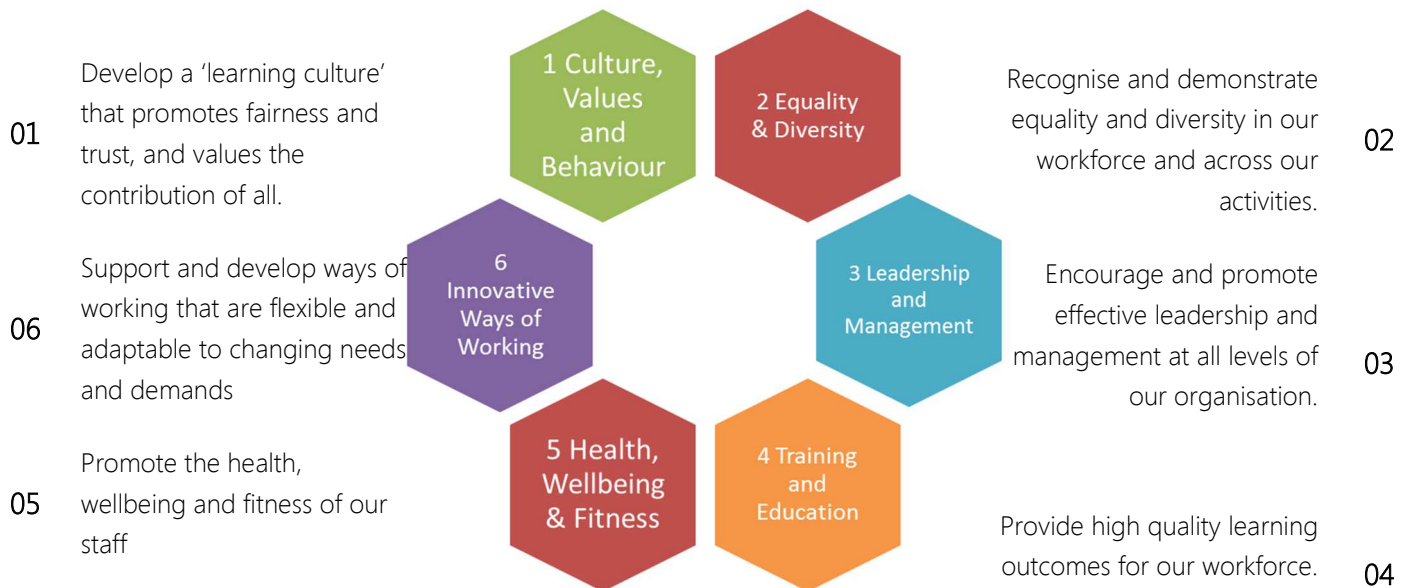 01
Develop a ‘learning culture’
that promotes fairness and
trust, and values the
contribution of all.
1 Culture,
Values
and
Behaviour
2 Equality
& Diversity
Recognise and demonstrate
equality and diversity in our
workforce and across our
activities.
02
06
Support and develop ways of
working that are flexible and
adaptable to changing needs
and demands
6
Innovative
Ways of
Working
3 Leadership
and
Management
Encourage and promote
effective leadership and
management at all levels of
our organisation.
03
05
Promote the health,
wellbeing and fitness of our
staff
5 Health,
Wellbeing
& Fitness
4 Training
and
Education
Provide high quality learning
outcomes for our workforce.
04